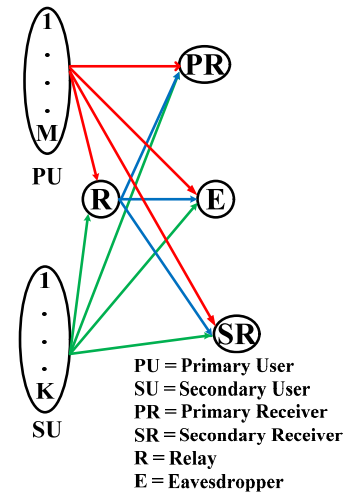 1
.
.
.
M
PU
PR
R
E
1
.
.
.
K
SU
SR
PU = Primary User
SU = Secondary User
PR = Primary Receiver
SR = Secondary Receiver
R = Relay
E = Eavesdropper